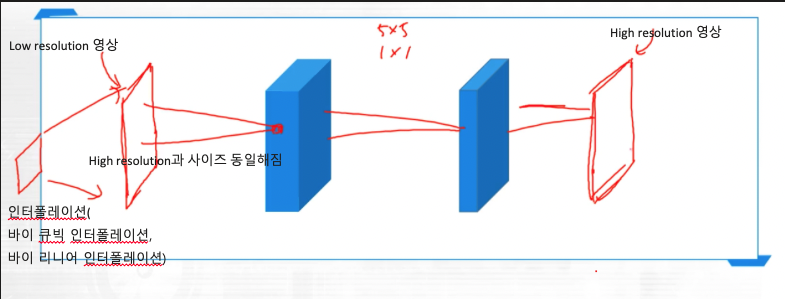 5×5
1×1
Low resolution 영상
High resolution 영상
High resolution과 사이즈 동일해짐
인터폴레이션(
바이 큐빅 인터폴레이션,
바이 리니어 인터폴레이션)